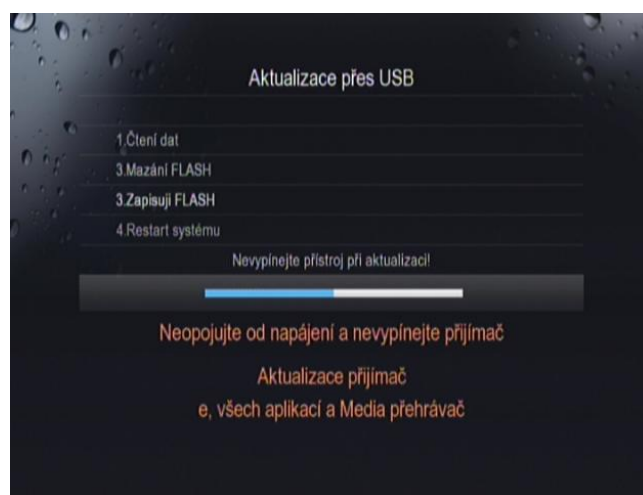 Aktualizace přes USB
1.Čtení dat
3.Mazání FLASH
3.Zapisuji FLASH
4.Restart systému
Nevypínejte přístroj při aktualizaci!
Neopojujte od napájení a nevypínejte přijímač
Aktualizace přijímač
e, všech aplikací a Media přehrávač